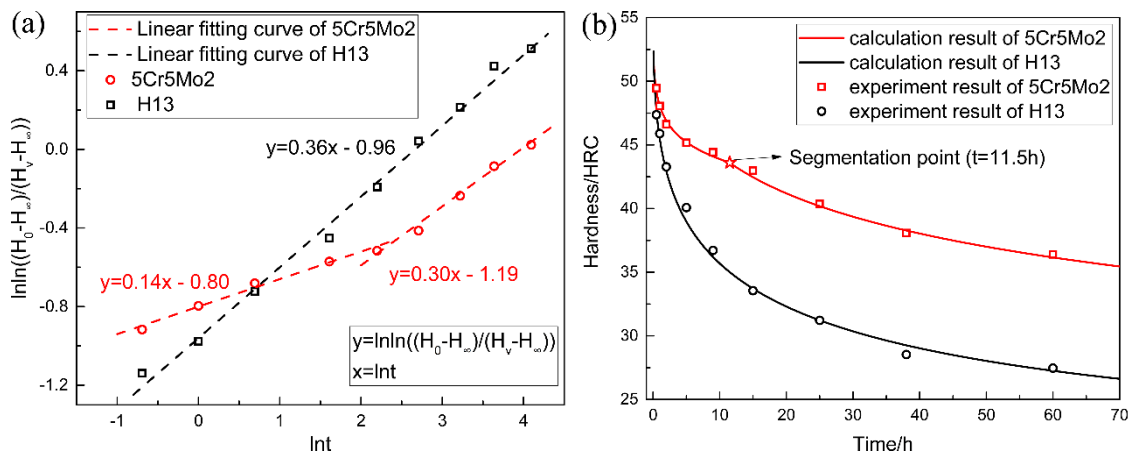 (a)
Linear fitting curve of 5Cr5Mo2
Linear fitting curve of H13
5Cr5Mo2
H13
y=0.36x - 0.96
y=0.14x - 0.80
y=0.30x - 1.19
y=lnln((H₀-H∞)/(Hᵥ-H∞))
x=lnt
lnln((H₀-H∞)/(Hᵥ-H∞))
0.4
0.0
-0.4
-0.8
-1.2
-1 0 1 2 3 4
lnt
(b)
calculation result of 5Cr5Mo2
calculation result of H13
experiment result of 5Cr5Mo2
experiment result of H13
Segmentation point (t=11.5h)
Hardness/HRC
55
50
45
40
35
30
25
0 10 20 30 40 50 60 70
Time/h